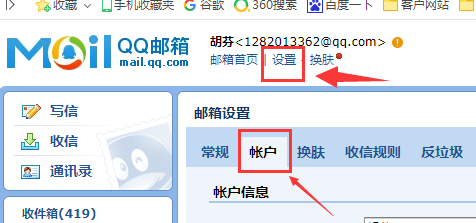 收藏 手机收藏夹 谷歌 360搜索 百度一下 客户登录
Mail QQ邮箱
mail.qq.com
胡芬<1282013362@qq.com>
邮箱首页 | 设置 - 换肤
写信
收信
通讯录
收件箱(419)
邮箱设置
常规 帐户 换肤 收信规则 反垃圾
帐户信息